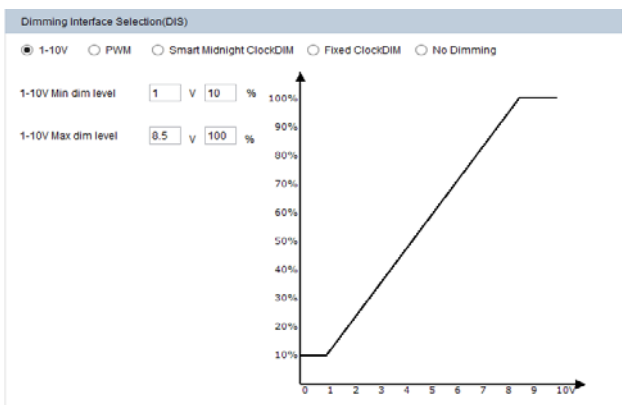 Dimming Interface Selection(DIS)
1-10V PWM Smart Midnight ClockDIM Fixed ClockDIM No Dimming
1-10V Min dim level 1 V 10 %
1-10V Max dim level 8.5 V 100 %
100%
90%
80%
70%
60%
50%
40%
30%
20%
10%
0 1 2 3 4 5 6 7 8 9 10V